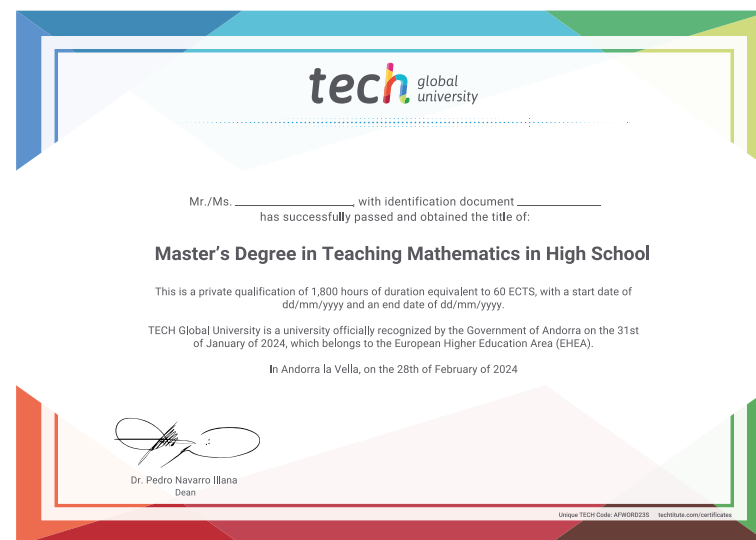 tech global
university
Mr./Ms. ____________________, with identification document ______________
has successfully passed and obtained the title of:
Master's Degree in Teaching Mathematics in High School
This is a private qualification of 1,800 hours of duration equivalent to 60 ECTS, with a start date of
dd/mm/yyyy and an end date of dd/mm/yyyy.
TECH Global University is a university officially recognized by the Government of Andorra on the 31st
of January of 2024, which belongs to the European Higher Education Area (EHEA).
In Andorra la Vella, on the 28th of February of 2024
Dr. Pedro Navarro Illana
Dean
Unique TECH Code: AFWORD23S techtitute.com/certificates